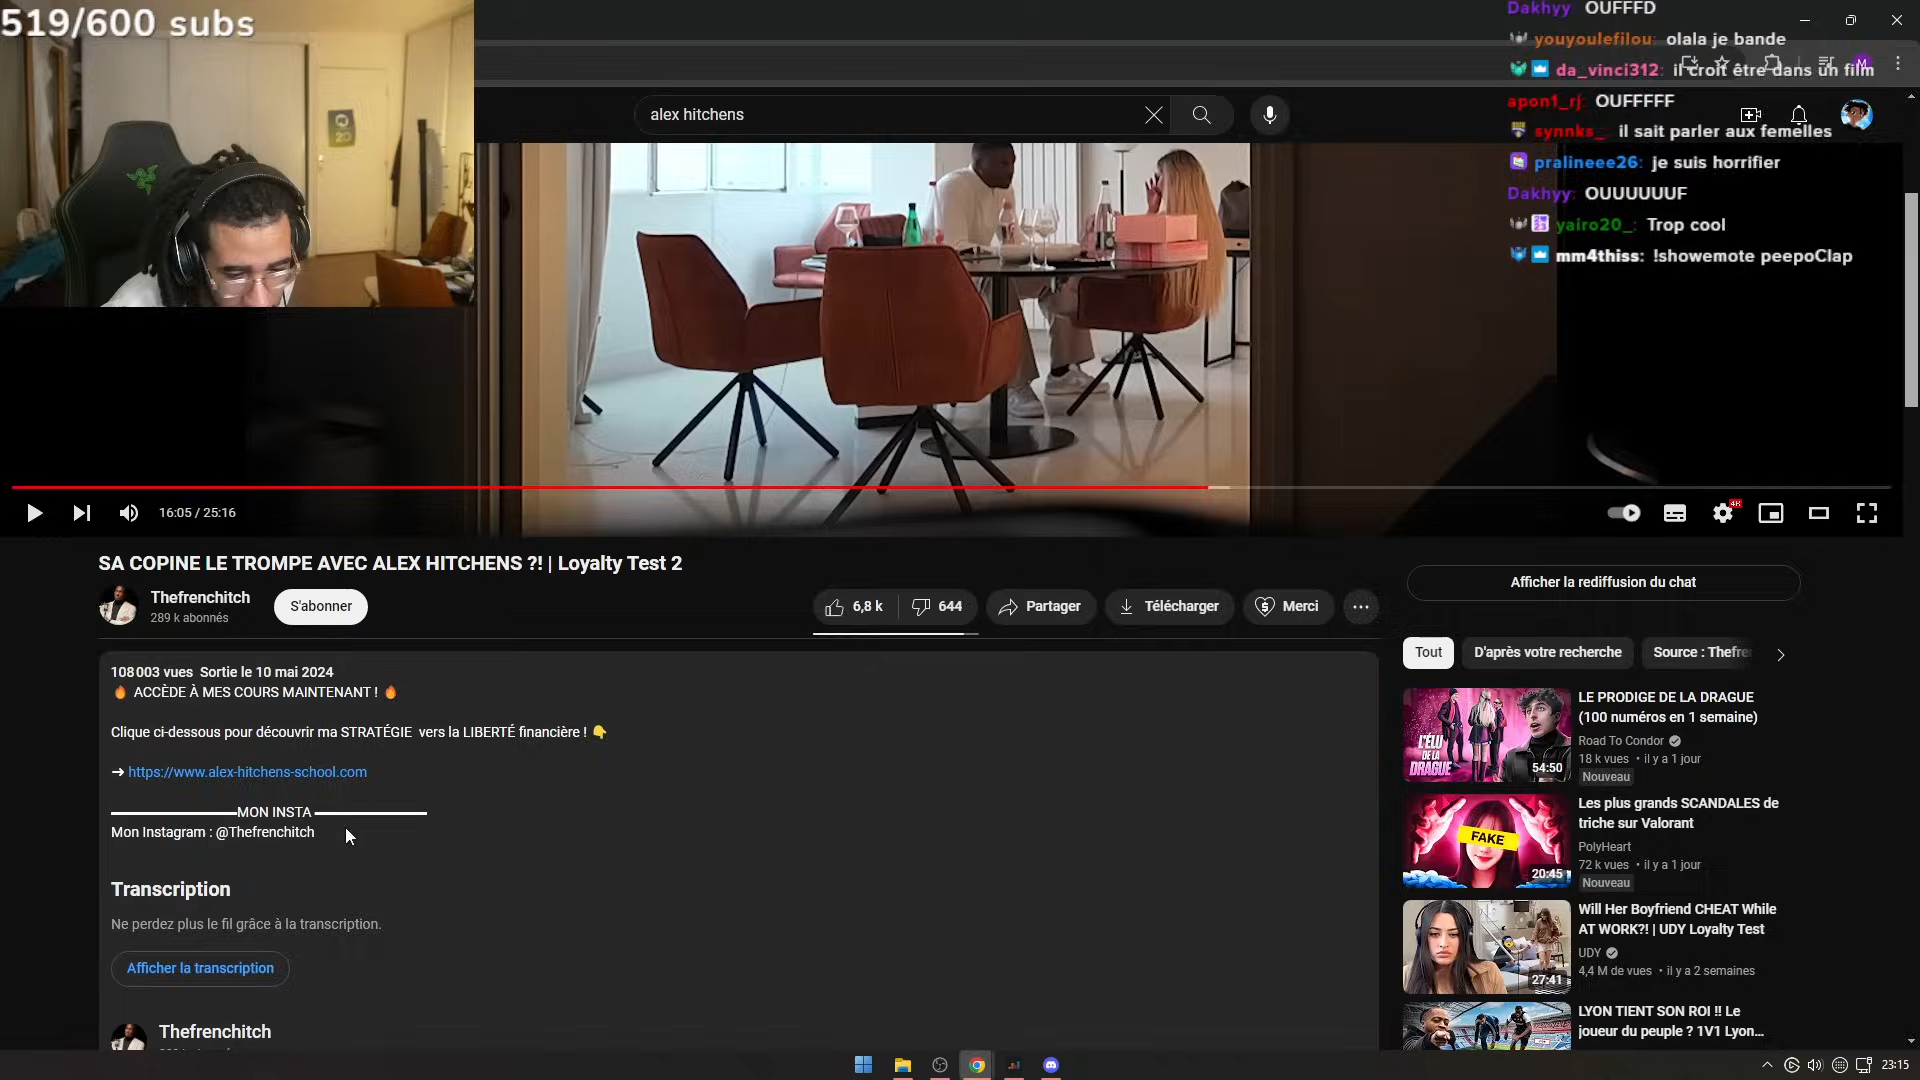 519/600 subs
Dakhyy OUFFFD
youyoulefilou: olala je bande
da_vinci312: il croit être dans un film
apon1_rj: OUFFFFF
synnks_: il sait parler aux femelles
pralineee26: je suis horrifier
Dakhyy: OUUUUUUF
yairo20_: Trop cool
mm4thiss: !showemote peepoClap
M
alex hitchens
20
16:05 / 25:16
4K
SA COPINE LE TROMPE AVEC ALEX HITCHENS ?! | Loyalty Test 2
Thefrenchitch
289 k abonnés
S'abonner
6,8 k
644
Partager
Télécharger
Merci
108 003 vues Sortie le 10 mai 2024
🔥 ACCÈDE À MES COURS MAINTENANT ! 🔥
Clique ci-dessous pour découvrir ma STRATÉGIE vers la LIBERTÉ financière ! 👇
➜ https://www.alex-hitchens-school.com
MON INSTA
Mon Instagram : @Thefrenchitch
Transcription
Ne perdez plus le fil grâce à la transcription.
Afficher la transcription
Thefrenchitch
Afficher la rediffusion du chat
Tout
D'après votre recherche
Source : Thefre
L'ÉLU DE LA DRAGUE
54:50
LE PRODIGE DE LA DRAGUE
(100 numéros en 1 semaine)
Road To Condor
18 k vues • il y a 1 jour
Nouveau
FAKE
20:45
Les plus grands SCANDALES de
triche sur Valorant
PolyHeart
72 k vues • il y a 1 jour
Nouveau
27:41
Will Her Boyfriend CHEAT While
AT WORK?! | UDY Loyalty Test
UDY
4,4 M de vues • il y a 2 semaines
LYON TIENT SON ROI !! Le
joueur du peuple ? 1V1 Lyon...
23:15